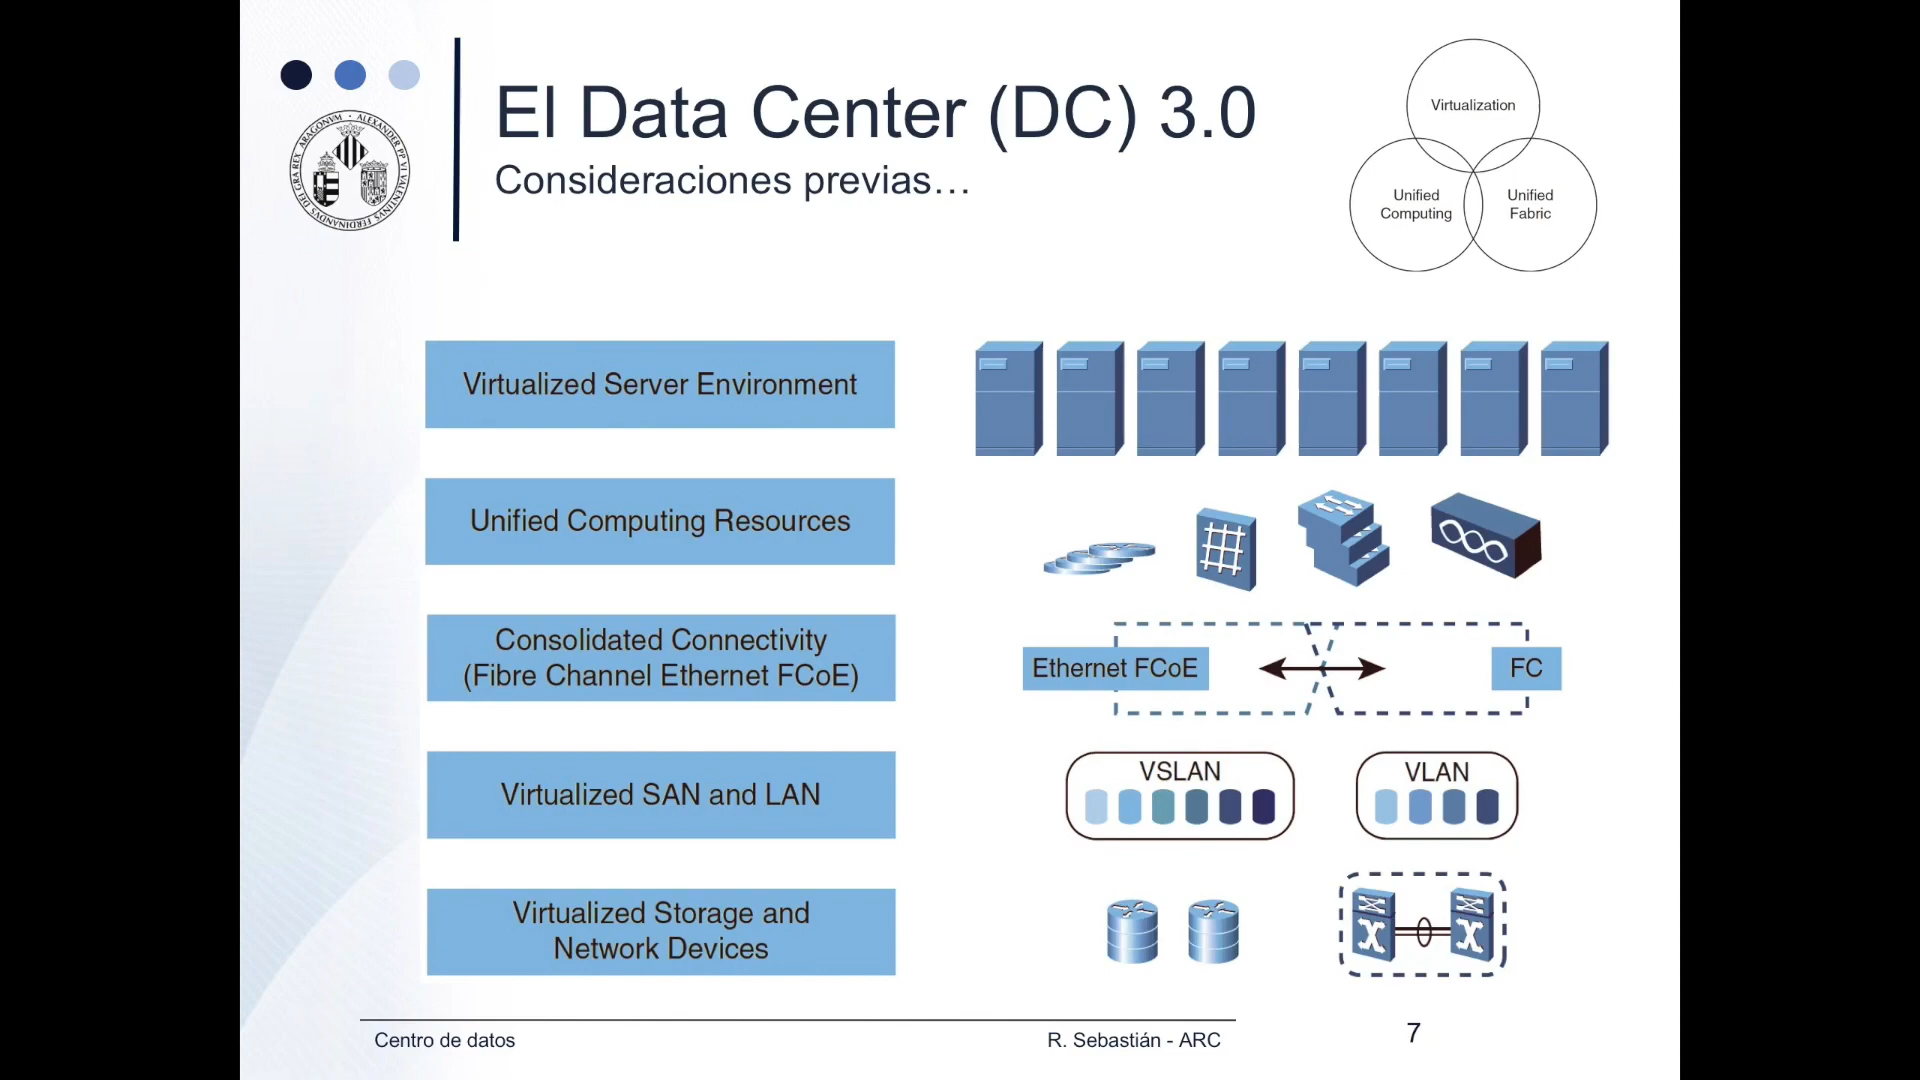 El Data Center (DC) 3.0
Consideraciones previas...
Virtualization
Unified
Computing
Unified
Fabric
Virtualized Server Environment
Unified Computing Resources
Consolidated Connectivity
(Fibre Channel Ethernet FCoE)
Ethernet FCoE
FC
Virtualized SAN and LAN
VSLAN
VLAN
Virtualized Storage and
Network Devices
Centro de datos
R. Sebastián - ARC
7